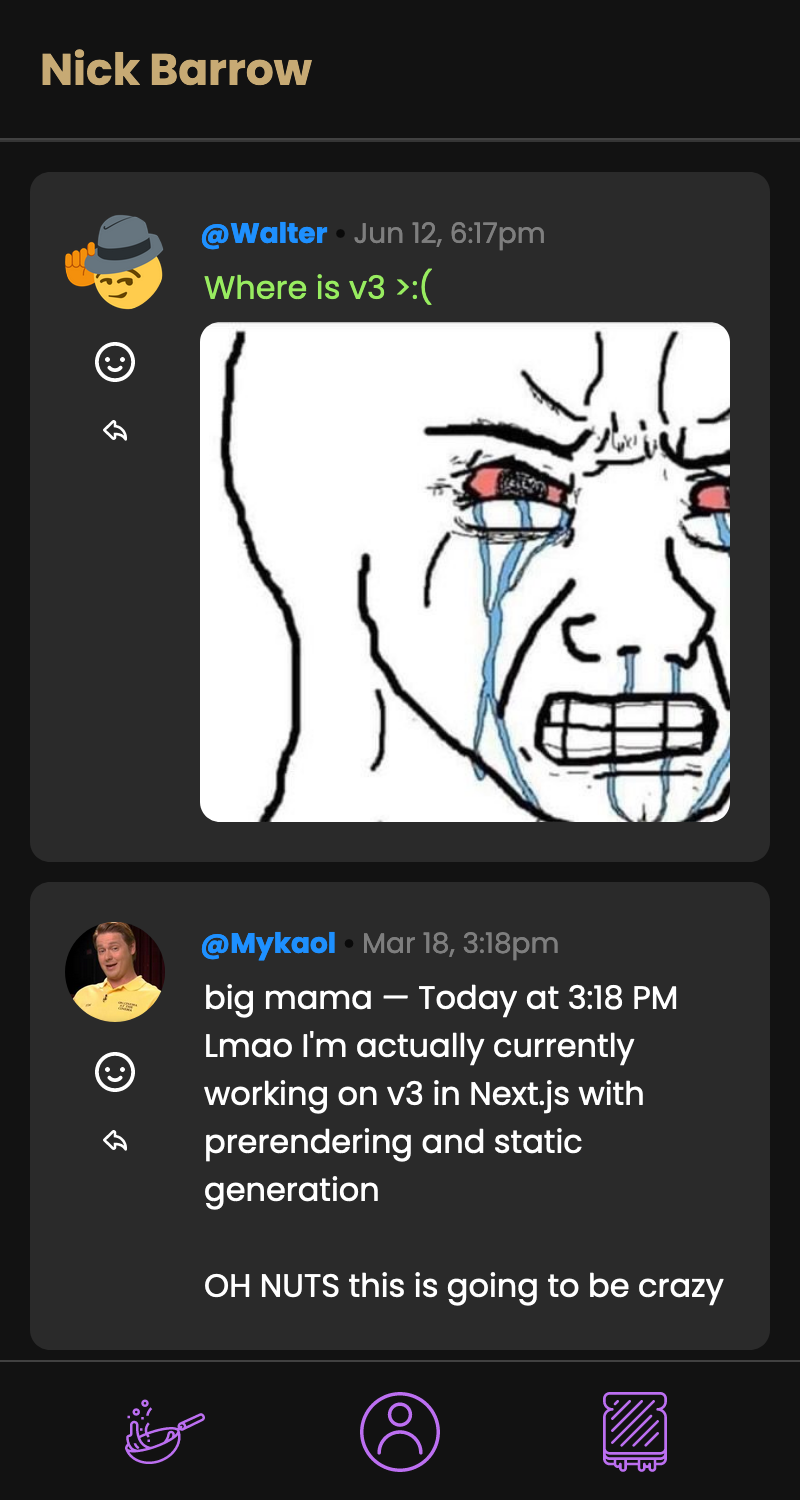 Nick Barrow
@Walter • Jun 12, 6:17pm
Where is v3 >:(
@Mykaol • Mar 18, 3:18pm
big mama — Today at 3:18 PM
Lmao I'm actually currently
working on v3 in Next.js with
prerendering and static
generation
OH NUTS this is going to be crazy